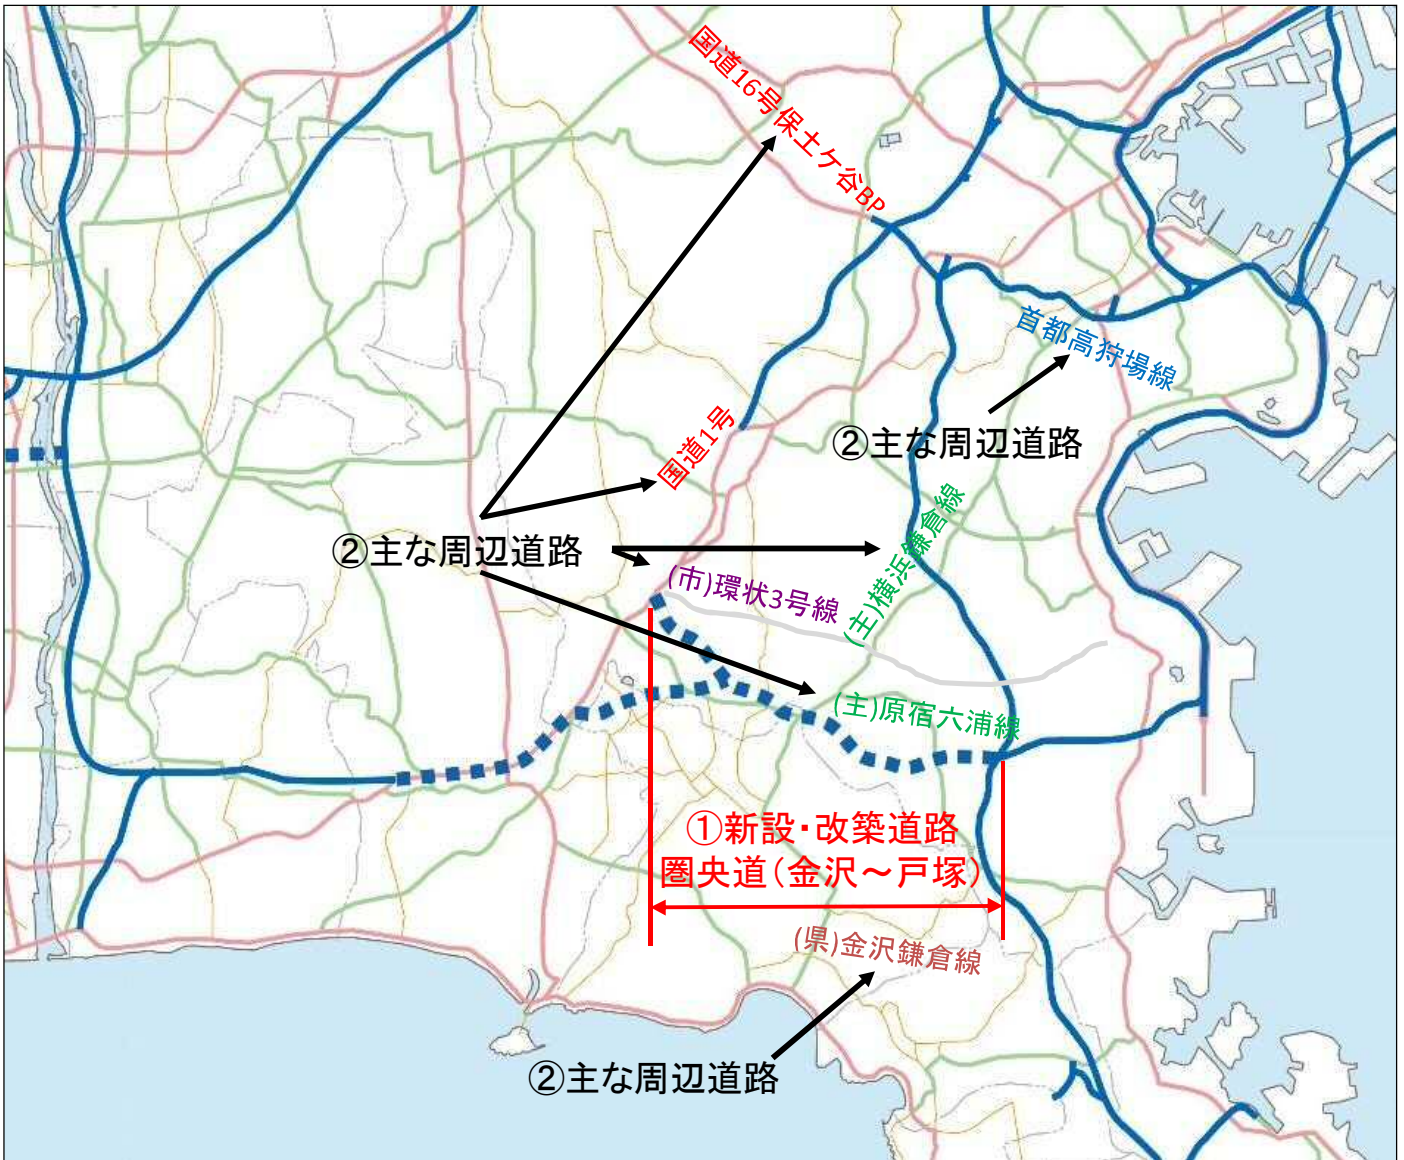 国道16号保土ケ谷BP
首都高狩場線
国道1号
②主な周辺道路
(主)横浜鎌倉線
②主な周辺道路
(市)環状3号線
(主)原宿六浦線
①新設・改築道路
圏央道(金沢～戸塚)
(県)金沢鎌倉線
②主な周辺道路